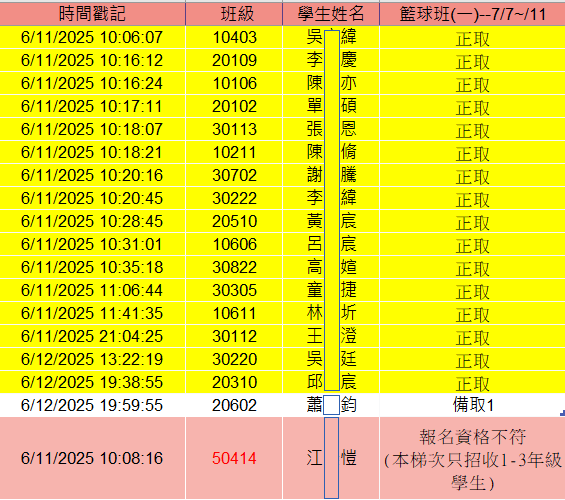 時間戳記 班級 學生姓名 籃球班(一)--7/7~/11
6/11/2025 10:06:07 10403 吳 緯 正取
6/11/2025 10:16:12 20109 李 慶 正取
6/11/2025 10:16:24 10106 陳 亦 正取
6/11/2025 10:17:11 20102 單 碩 正取
6/11/2025 10:18:07 30113 張 恩 正取
6/11/2025 10:18:21 10211 陳 脩 正取
6/11/2025 10:20:16 30702 謝 騰 正取
6/11/2025 10:20:45 30222 李 緯 正取
6/11/2025 10:28:45 20510 黃 宸 正取
6/11/2025 10:31:01 10606 呂 宸 正取
6/11/2025 10:35:18 30822 高 媗 正取
6/11/2025 11:06:44 30305 童 捷 正取
6/11/2025 11:41:35 10611 林 圻 正取
6/11/2025 21:04:25 30112 王 澄 正取
6/12/2025 13:22:19 30220 吳 廷 正取
6/12/2025 19:38:55 20310 邱 宸 正取
6/12/2025 19:59:55 20602 蕭 鈞 備取1
6/11/2025 10:08:16 50414 江 愷 報名資格不符
(本梯次只招收1-3年級
學生)